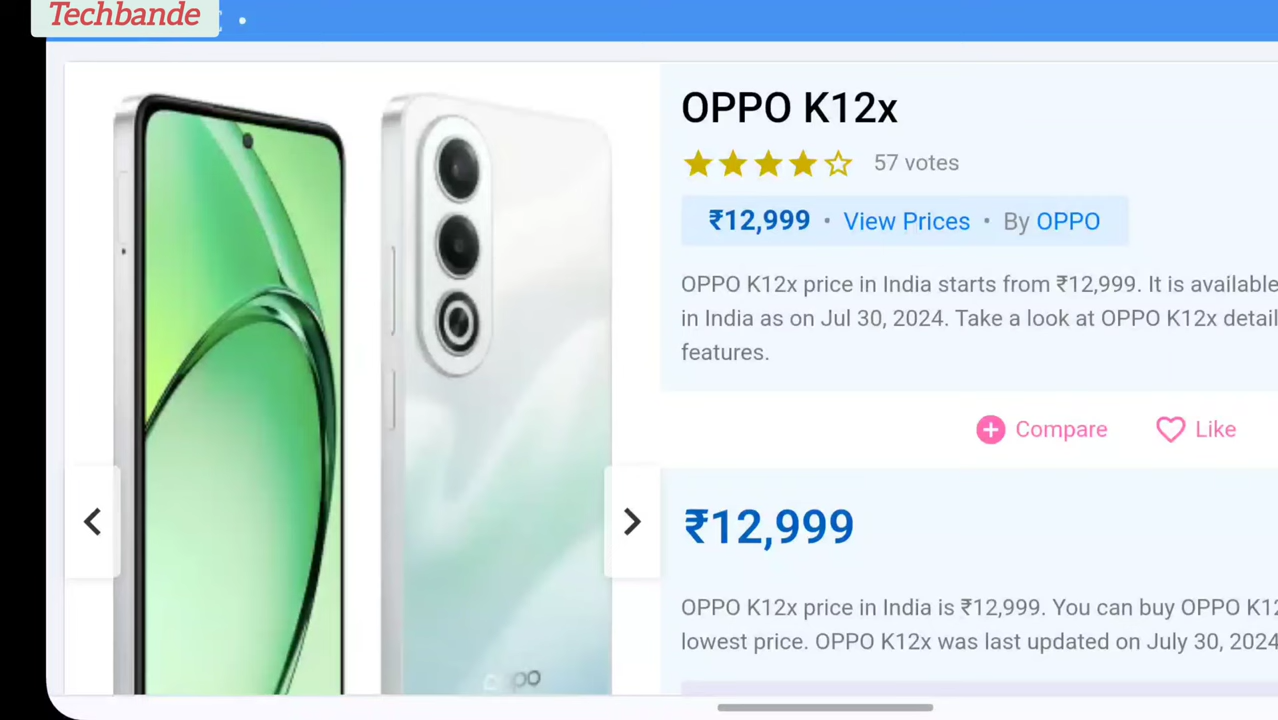 Techbande
OPPO K12x
57 votes
₹12,999 • View Prices • By OPPO
OPPO K12x price in India starts from ₹12,999. It is available
in India as on Jul 30, 2024. Take a look at OPPO K12x detail
features.
Compare
Like
₹12,999
OPPO K12x price in India is ₹12,999. You can buy OPPO K12
lowest price. OPPO K12x was last updated on July 30, 2024
oppo